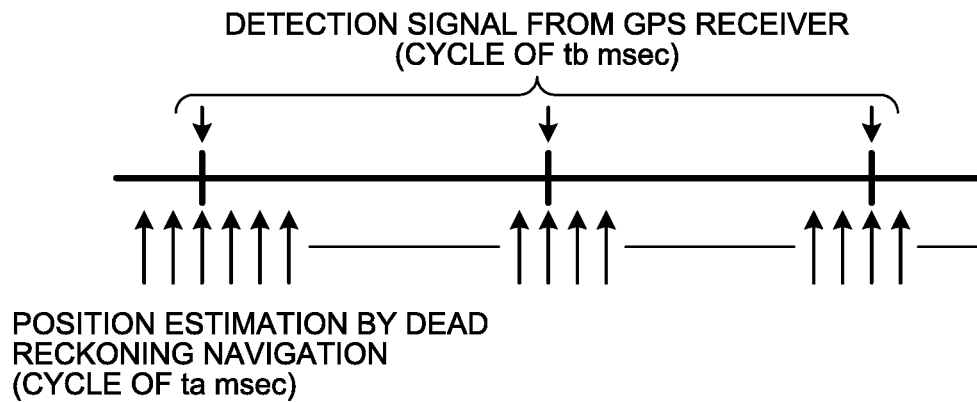 DETECTION SIGNAL FROM GPS RECEIVER
(CYCLE OF tb msec)
POSITION ESTIMATION BY DEAD
RECKONING NAVIGATION
(CYCLE OF ta msec)